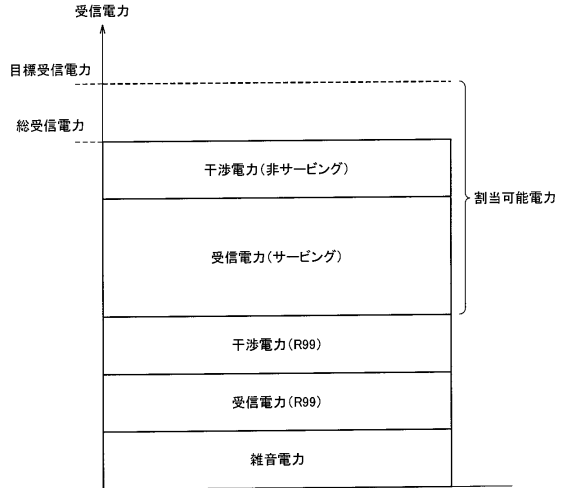 受信電力
目標受信電力
総受信電力
干渉電力(非サービング)
割当可能電力
受信電力(サービング)
干渉電力(R99)
受信電力(R99)
雑音電力